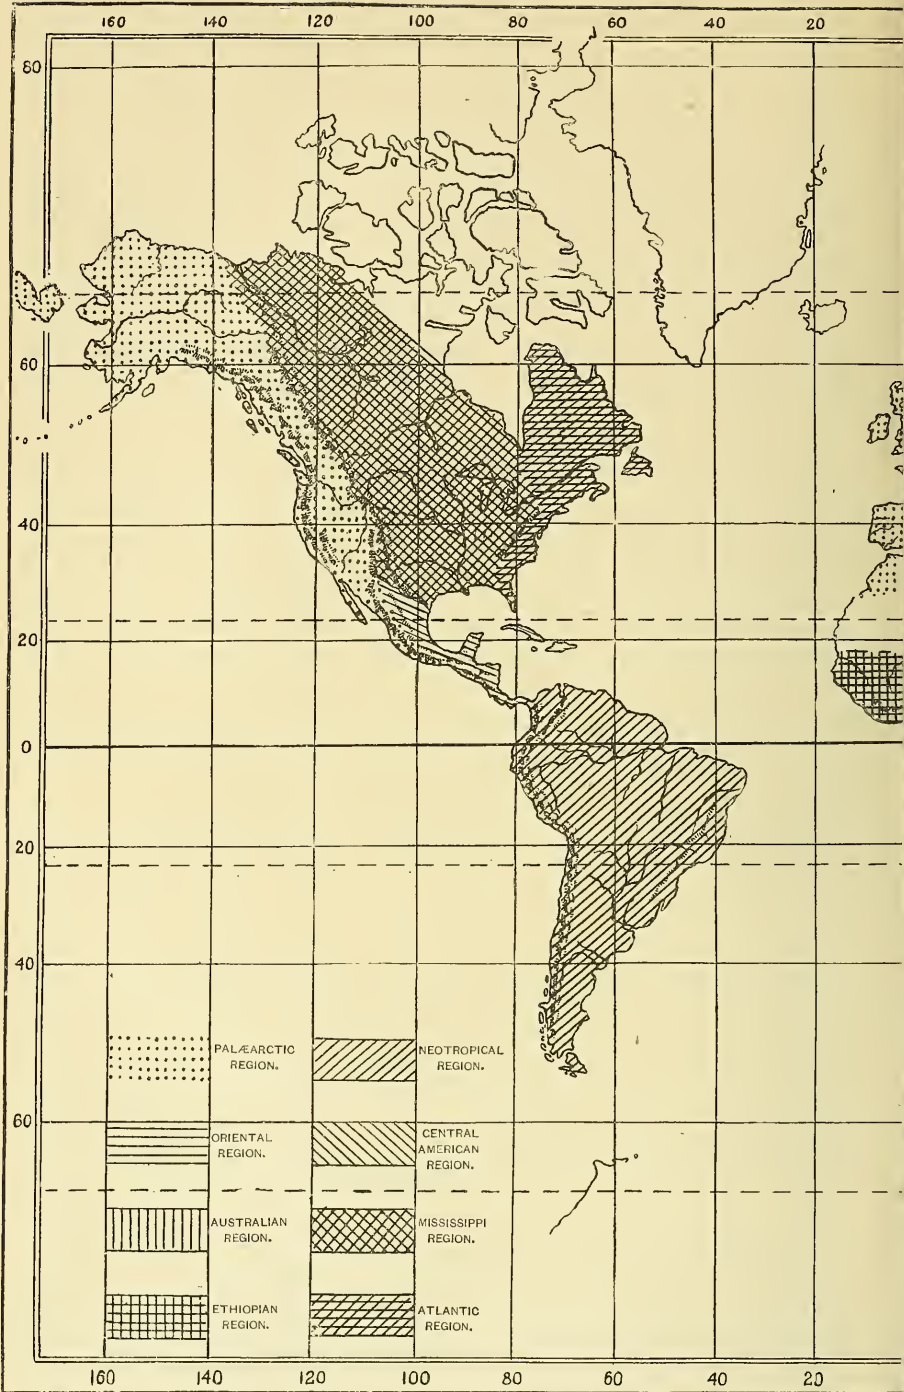 160 140 120 100 80 60 40 20
80
60
40
20
0
20
40
60
PALÆARCTIC
REGION.
NEOTROPICAL
REGION.
ORIENTAL
REGION.
CENTRAL
AMERICAN
REGION.
AUSTRALIAN
REGION.
MISSISSIPPI
REGION.
ETHIOPIAN
REGION.
ATLANTIC
REGION.
160 140 120 100 80 60 40 20